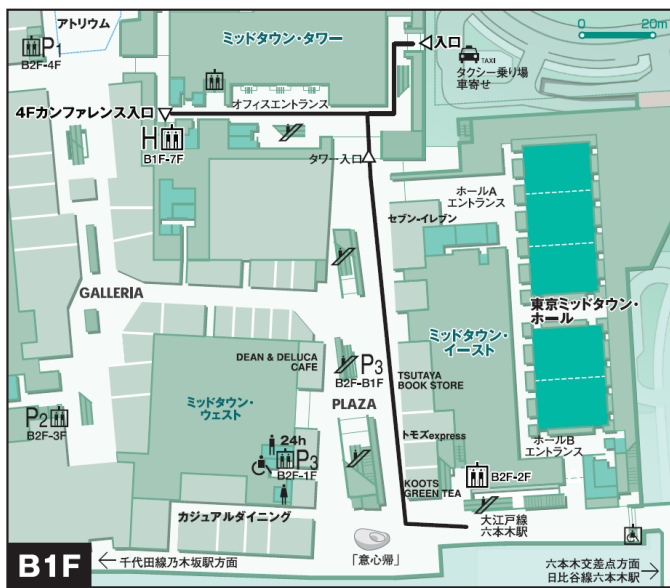 アトリウム
P1
B2F-4F
ミッドタウン・タワー
入口
TAXI
タクシー乗り場
車寄せ
0
20m
オフィスエントランス
4Fカンファレンス入口
H
B1F-7F
タワー入口
ホールA
エントランス
セブン-イレブン
GALLERIA
東京ミッドタウン・
ホール
ミッドタウン・
イースト
DEAN & DELUCA
CAFE
P3
B2F-B1F
TSUTAYA
BOOK STORE
ミッドタウン・
ウェスト
PLAZA
P2
B2F-3F
24h
P3
B2F-1F
トモズexpress
ホールB
エントランス
KOOTS
GREEN TEA
B2F-2F
カジュアルダイニング
大江戸線
六本木駅
「意心帰」
B1F
←千代田線乃木坂駅方面
六本木交差点方面
日比谷線六本木駅→